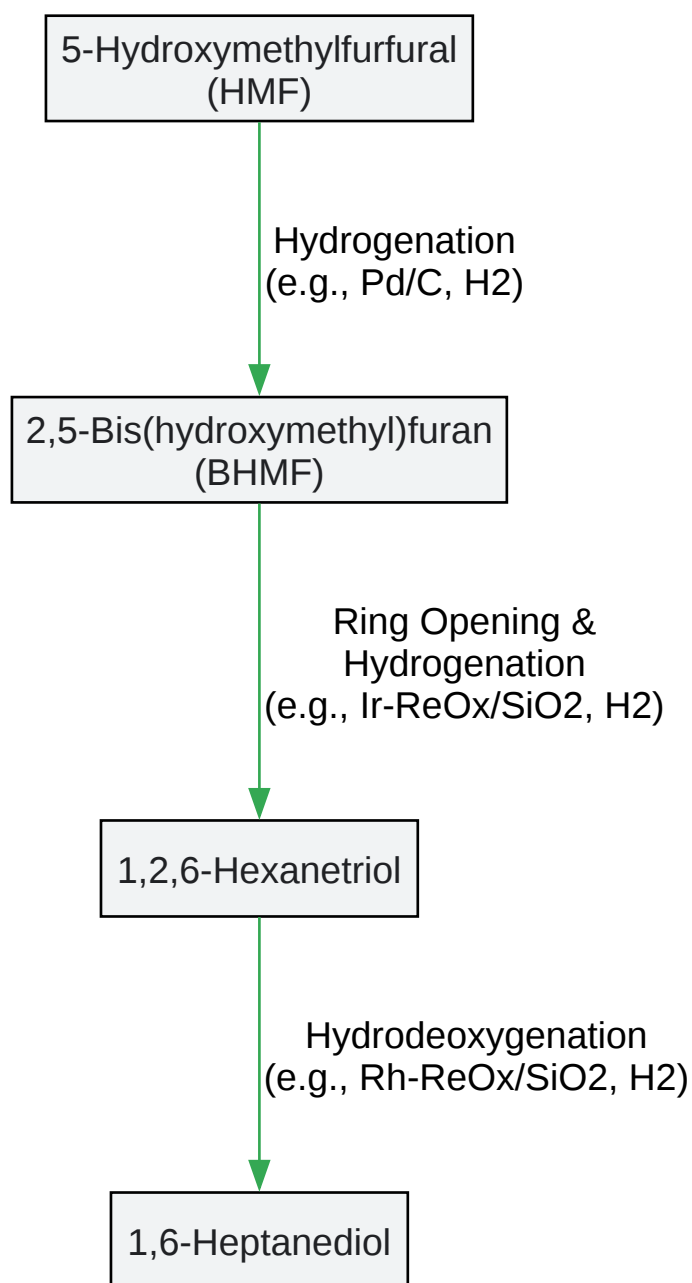 5-Hydroxymethylfurfural
(HMF)
Hydrogenation
(e.g., Pd/C, H2)
2,5-Bis(hydroxymethyl)furan
(BHMF)
Ring Opening &
Hydrogenation
(e.g., Ir-ReOx/SiO2, H2)
1,2,6-Hexanetriol
Hydrodeoxygenation
(e.g., Rh-ReOx/SiO2, H2)
1,6-Heptanediol